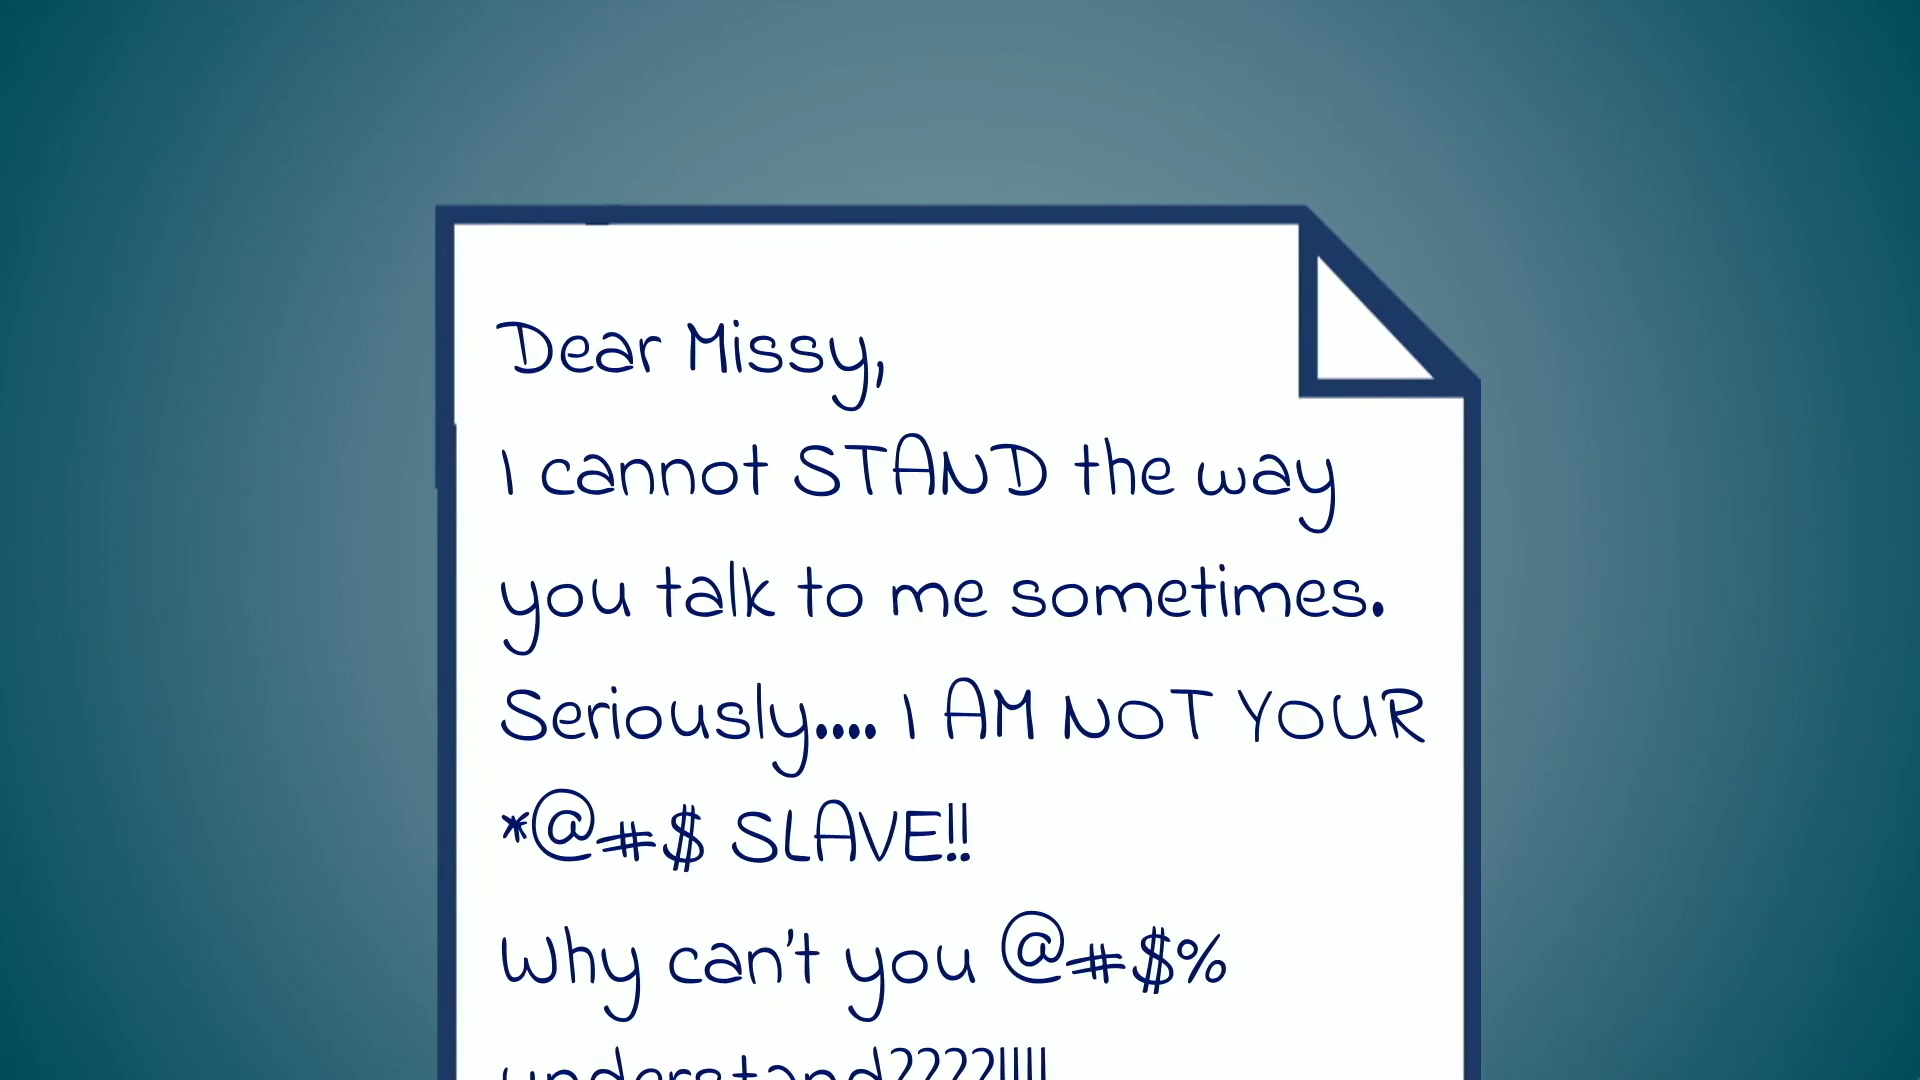 Dear Missy,
I cannot STAND the way
you talk to me sometimes.
Seriously.... I AM NOT YOUR
*@#$ SLAVE!!
Why can't you @#$%
understand????!!!!